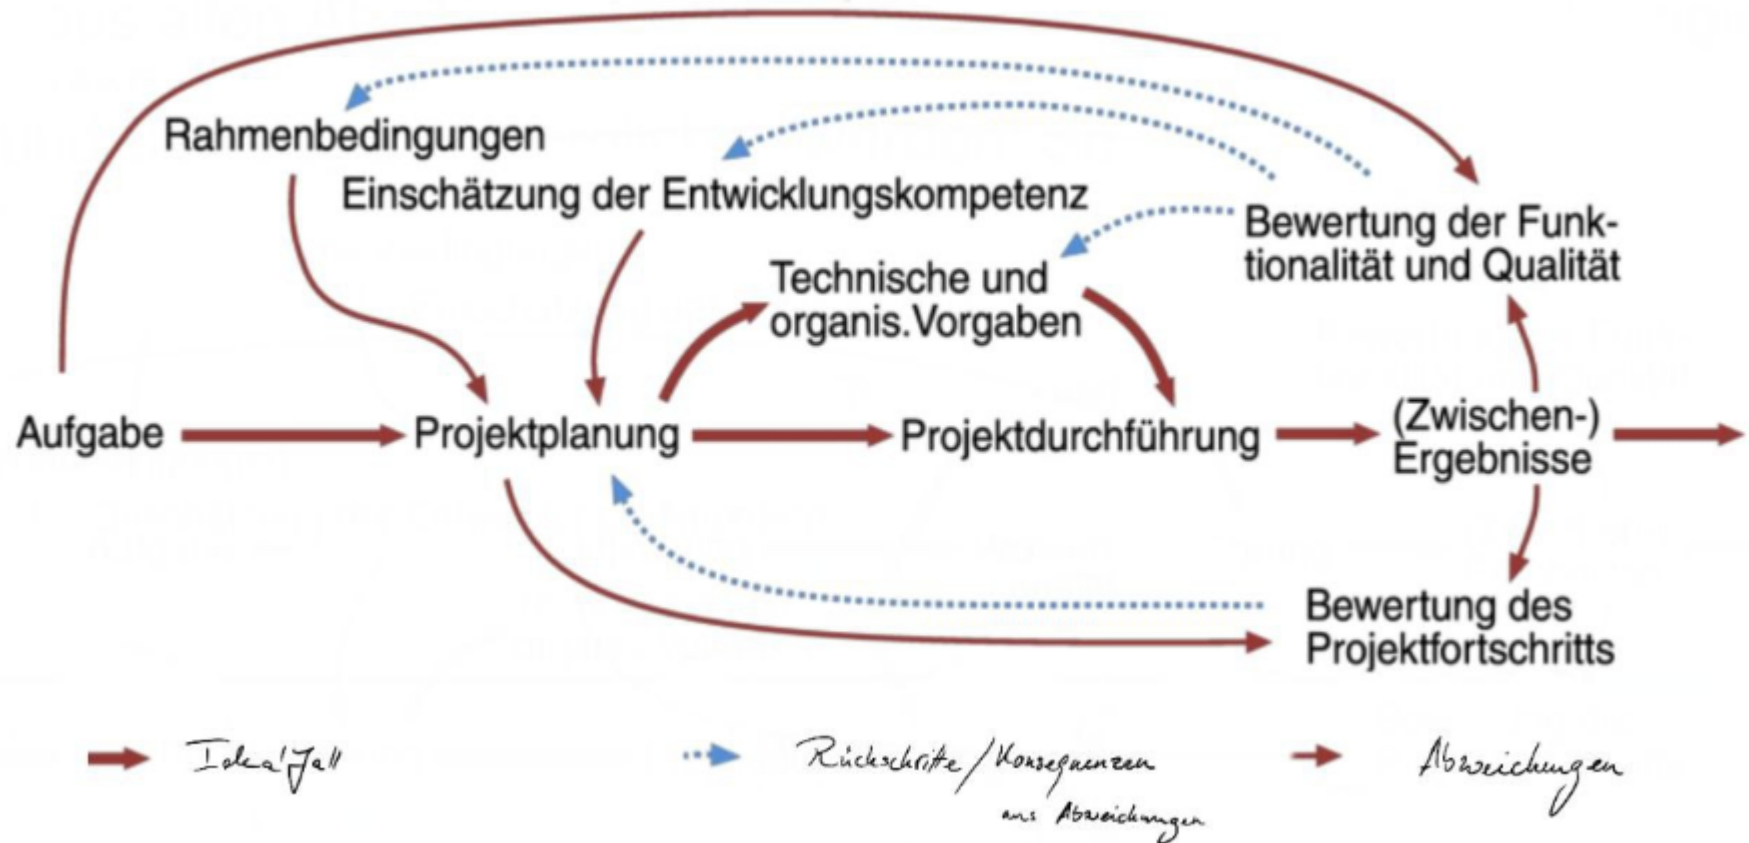 Rahmenbedingungen
Einschätzung der Entwicklungskompetenz
Bewertung der Funk-
tionalität und Qualität
Technische und
organis.Vorgaben
Aufgabe
Projektplanung
Projektdurchführung
(Zwischen-)
Ergebnisse
Bewertung des
Projektfortschritts
Idealfall
Rückschritte/Konsequenzen
aus Abweichungen
Abweichungen